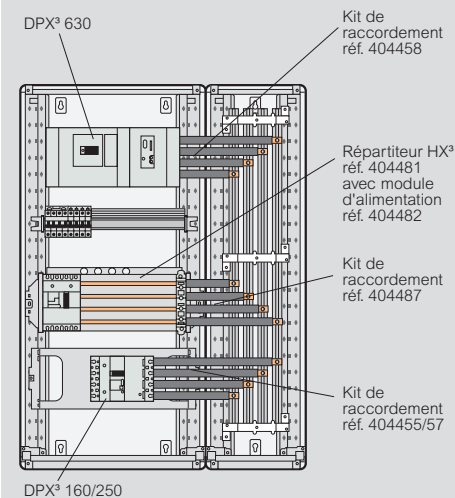 DPX³ 630
Kit de
raccordement
réf. 404458
Répartiteur HX³
réf. 404481
avec module
d'alimentation
réf. 404482
Kit de
raccordement
réf. 404487
Kit de
raccordement
réf. 404455/57
DPX³ 160/250